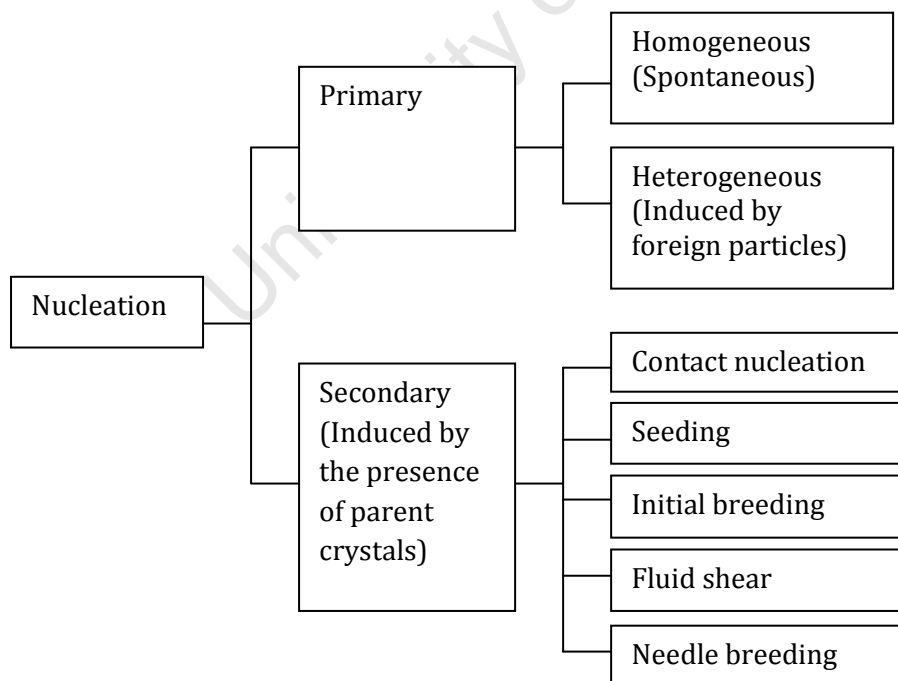 Homogeneous
(Spontaneous)
Primary
Heterogeneous
(Induced by
foreign particles)
Nucleation
Secondary
(Induced by
the presence
of parent
crystals)
Contact nucleation
Seeding
Initial breeding
Fluid shear
Needle breeding